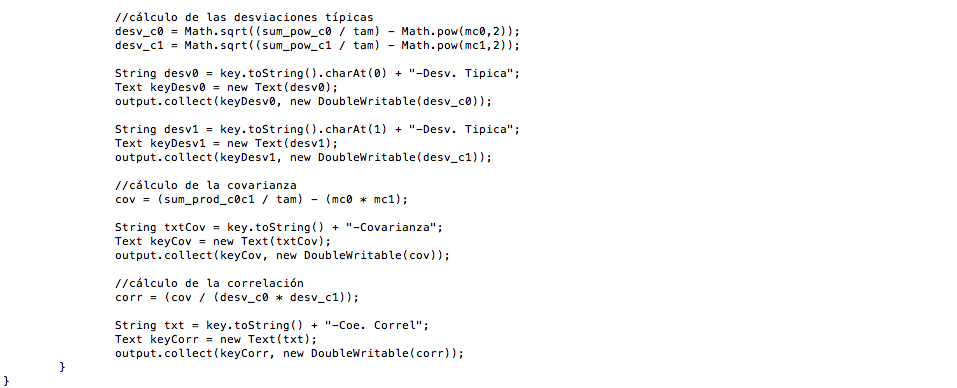 //cálculo de las desviaciones típicas
desv_c0 = Math.sqrt((sum_pow_c0 / tam) - Math.pow(mc0,2));
desv_c1 = Math.sqrt((sum_pow_c1 / tam) - Math.pow(mc1,2));
String desv0 = key.toString().charAt(0) + "-Desv. Tipica";
Text keyDesv0 = new Text(desv0);
output.collect(keyDesv0, new DoubleWritable(desv_c0));
String desv1 = key.toString().charAt(1) + "-Desv. Tipica";
Text keyDesv1 = new Text(desv1);
output.collect(keyDesv1, new DoubleWritable(desv_c1));
//cálculo de la covarianza
cov = (sum_prod_c0c1 / tam) - (mc0 * mc1);
String txtCov = key.toString() + "-Covarianza";
Text keyCov = new Text(txtCov);
output.collect(keyCov, new DoubleWritable(cov));
//cálculo de la correlación
corr = (cov / (desv_c0 * desv_c1));
String txt = key.toString() + "-Coe. Correl";
Text keyCorr = new Text(txt);
output.collect(keyCorr, new DoubleWritable(corr));
}
}